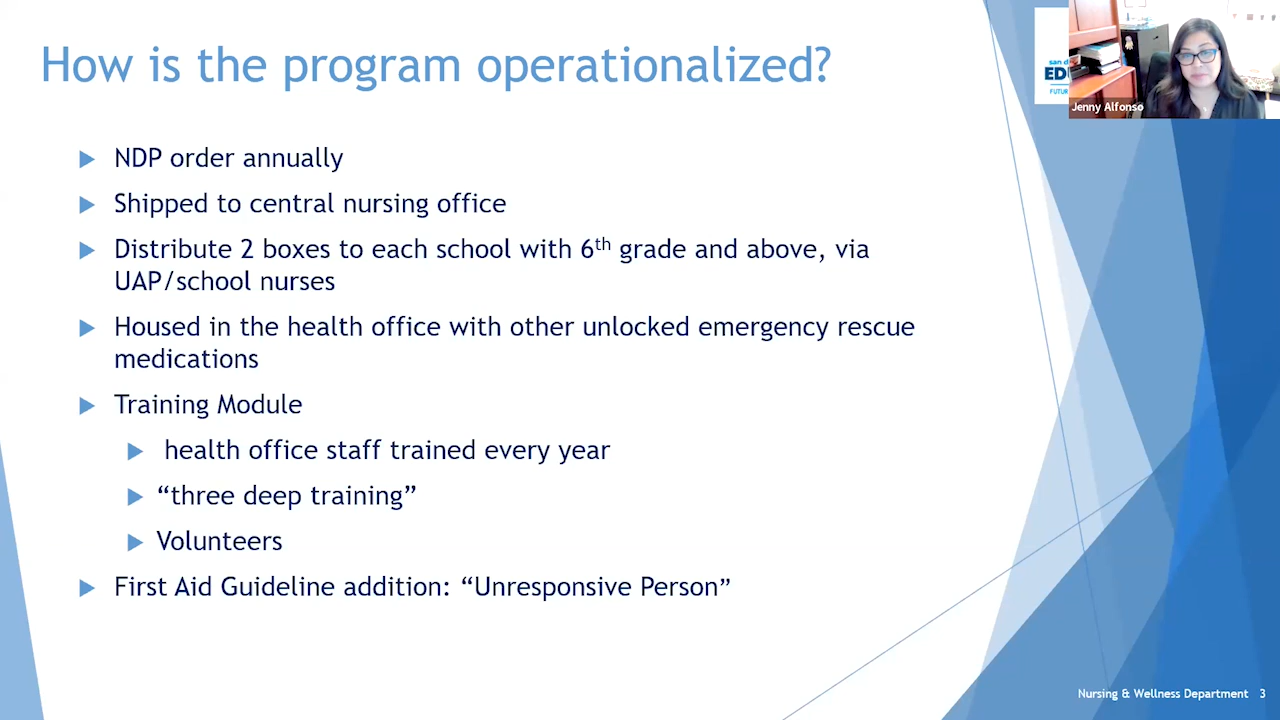 How is the program operationalized?
san d
ED
FUTUR
Jenny Alfonso
▶ NDP order annually
▶ Shipped to central nursing office
▶ Distribute 2 boxes to each school with 6th grade and above, via
UAP/school nurses
▶ Housed in the health office with other unlocked emergency rescue
medications
▶ Training Module
▶ health office staff trained every year
▶ “three deep training”
▶ Volunteers
▶ First Aid Guideline addition: “Unresponsive Person”
Nursing & Wellness Department 3